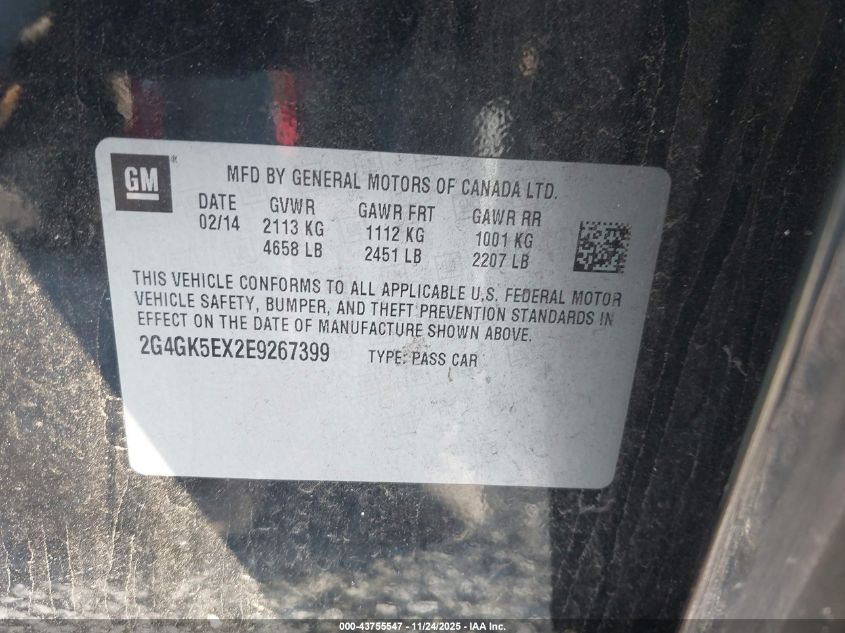 GM ®
MFD BY GENERAL MOTORS OF CANADA LTD.
DATE GVWR GAWR FRT GAWR RR
02/14 2113 KG 1112 KG 1001 KG
4658 LB 2451 LB 2207 LB
THIS VEHICLE CONFORMS TO ALL APPLICABLE U.S. FEDERAL MOTOR
VEHICLE SAFETY, BUMPER, AND THEFT PREVENTION STANDARDS IN
EFFECT ON THE DATE OF MANUFACTURE SHOWN ABOVE.
2G4GK5EX2E9267399 TYPE: PASS CAR
000-43755547 - 11/24/2025 - IAA Inc.